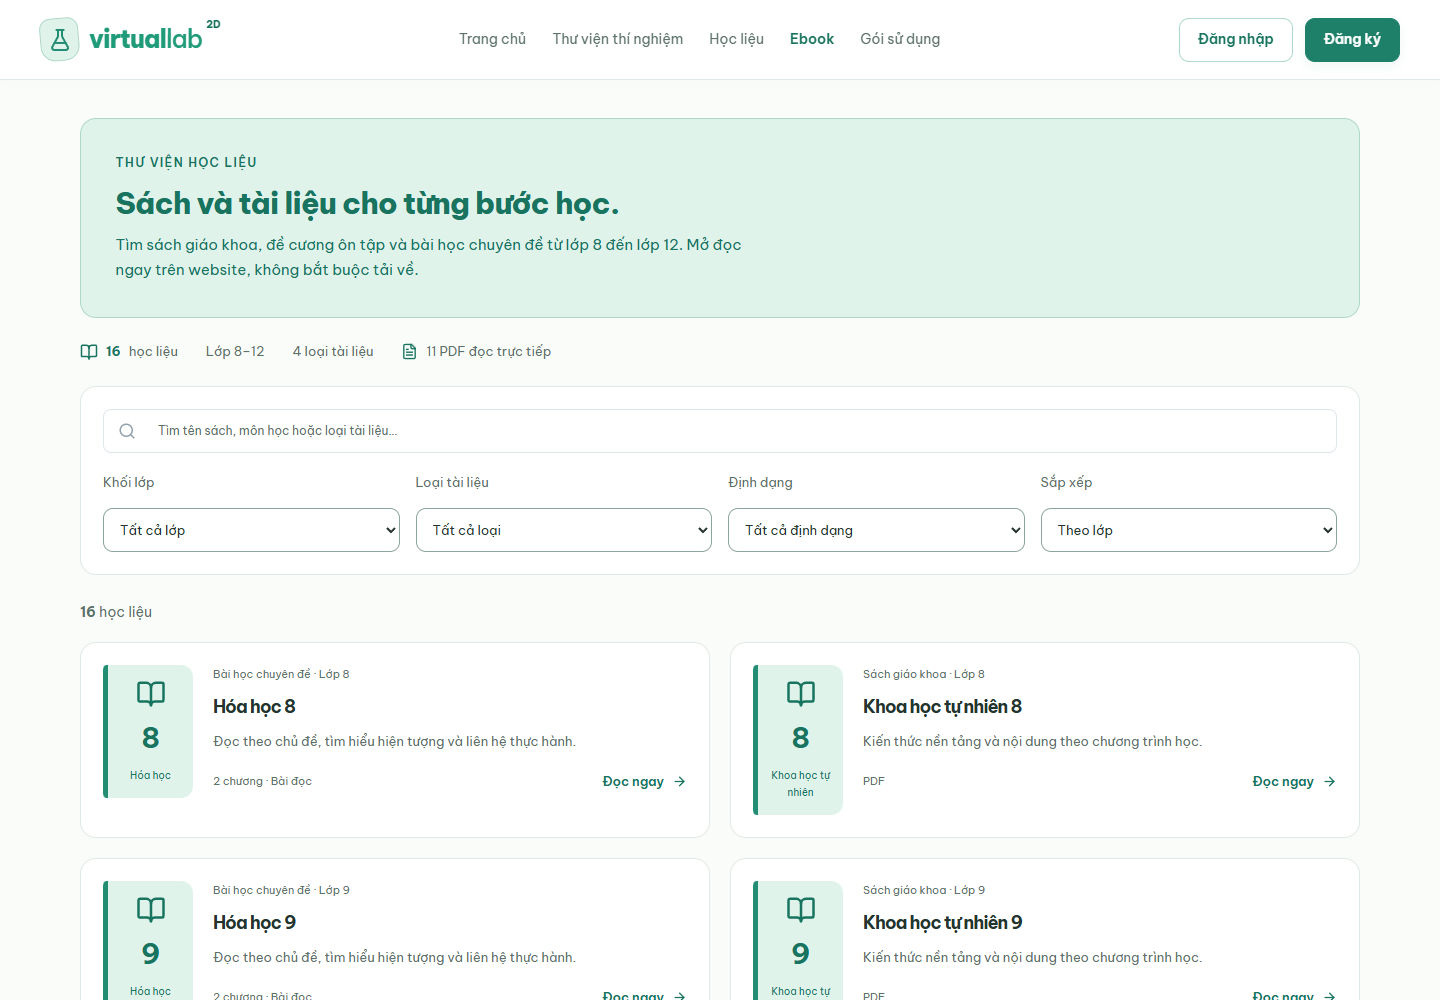 virtuallab 2D
Trang chủ Thư viện thí nghiệm Học liệu Ebook Gói sử dụng
Đăng nhập Đăng ký
THƯ VIỆN HỌC LIỆU
Sách và tài liệu cho từng bước học.
Tìm sách giáo khoa, đề cương ôn tập và bài học chuyên đề từ lớp 8 đến lớp 12. Mở đọc
ngay trên website, không bắt buộc tải về.
16 học liệu Lớp 8–12 4 loại tài liệu 11 PDF đọc trực tiếp
Tìm tên sách, môn học hoặc loại tài liệu...
Khối lớp Loại tài liệu Định dạng Sắp xếp
Tất cả lớp Tất cả loại Tất cả định dạng Theo lớp
16 học liệu
8
Hóa học
Bài học chuyên đề · Lớp 8
Hóa học 8
Đọc theo chủ đề, tìm hiểu hiện tượng và liên hệ thực hành.
2 chương · Bài đọc Đọc ngay →
8
Khoa học tự
nhiên
Sách giáo khoa · Lớp 8
Khoa học tự nhiên 8
Kiến thức nền tảng và nội dung theo chương trình học.
PDF Đọc ngay →
9
Hóa học
Bài học chuyên đề · Lớp 9
Hóa học 9
Đọc theo chủ đề, tìm hiểu hiện tượng và liên hệ thực hành.
2 chương · Bài đọc Đọc ngay →
9
Khoa học tự
Sách giáo khoa · Lớp 9
Khoa học tự nhiên 9
Kiến thức nền tảng và nội dung theo chương trình học.
PDF Đọc ngay →